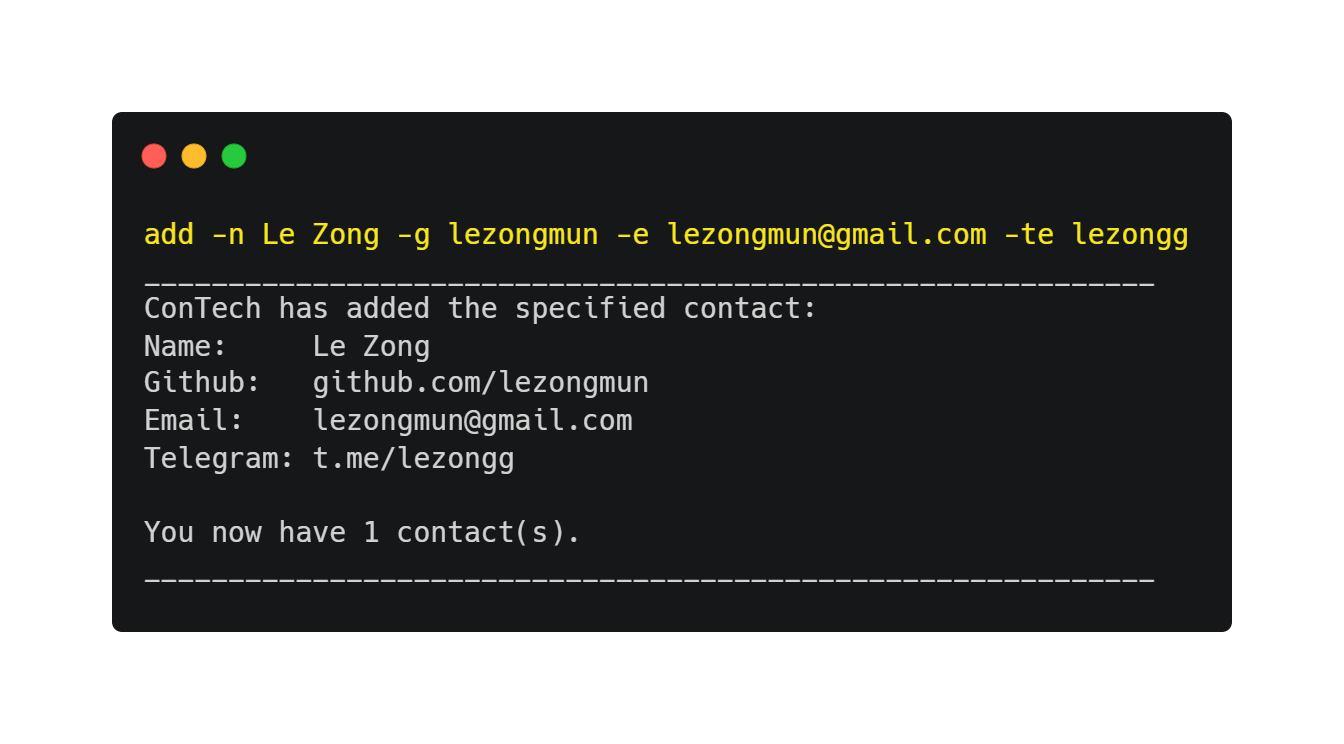 add -n Le Zong -g lezongmun -e lezongmun@gmail.com -te lezongg
____________________________________________________________
ConTech has added the specified contact:
Name:     Le Zong
Github:   github.com/lezongmun
Email:    lezongmun@gmail.com
Telegram: t.me/lezongg
You now have 1 contact(s).
____________________________________________________________